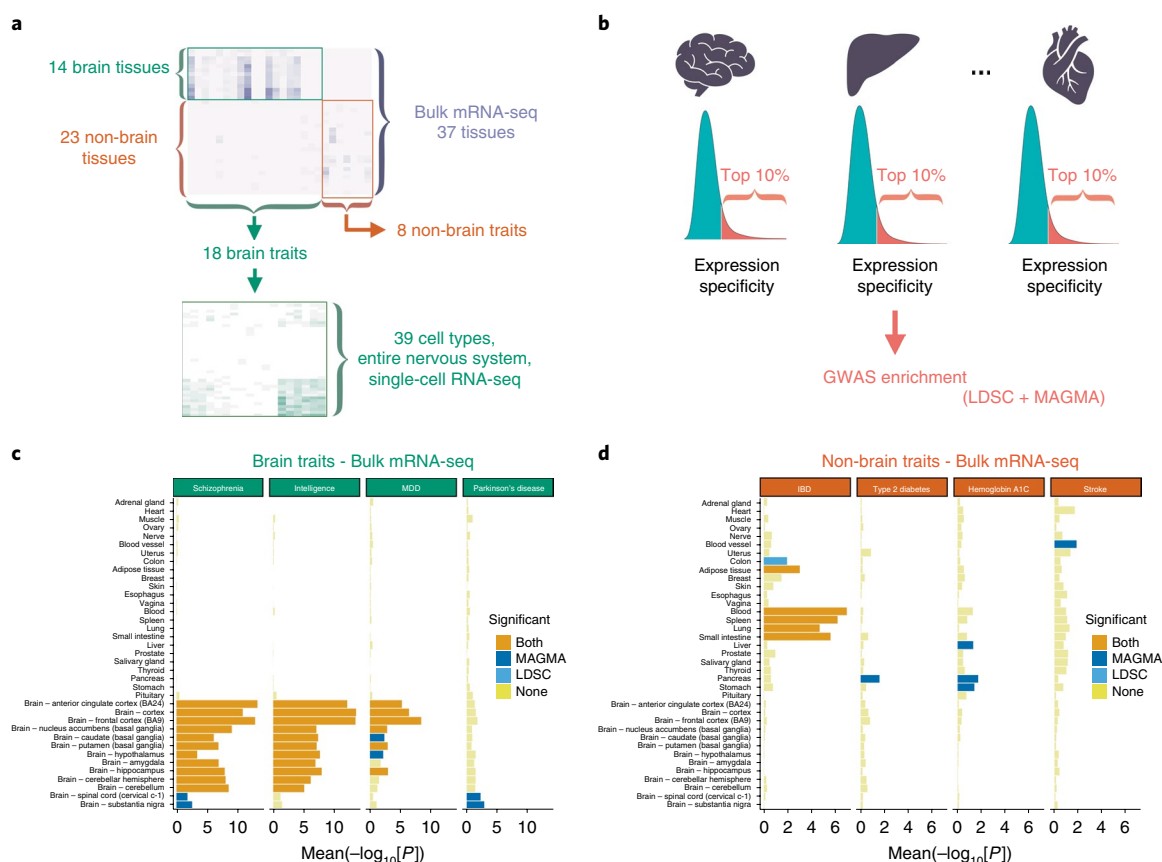 a
14 brain tissues
23 non-brain
tissues
Bulk mRNA-seq
37 tissues
8 non-brain traits
18 brain traits
39 cell types,
entire nervous system,
single-cell RNA-seq
b
...
Top 10%
Top 10%
Top 10%
Expression
specificity
Expression
specificity
Expression
specificity
GWAS enrichment
(LDSC + MAGMA)
c
Brain traits - Bulk mRNA-seq
Schizophrenia
Intelligence
MDD
Parkinson's disease
Adrenal gland
Heart
Muscle
Ovary
Nerve
Blood vessel
Uterus
Colon
Adipose tissue
Breast
Skin
Esophagus
Vagina
Blood
Spleen
Lung
Small intestine
Liver
Prostate
Salivary gland
Thyroid
Pancreas
Stomach
Pituitary
Brain – anterior cingulate cortex (BA24)
Brain – cortex
Brain – frontal cortex (BA9)
Brain – nucleus accumbens (basal ganglia)
Brain – caudate (basal ganglia)
Brain – putamen (basal ganglia)
Brain – hypothalamus
Brain – amygdala
Brain – hippocampus
Brain – cerebellar hemisphere
Brain – cerebellum
Brain – spinal cord (cervical c-1)
Brain – substantia nigra
0 5 10 0 5 10 0 5 10 0 5 10
Mean(–log10[P])
Significant
Both
MAGMA
LDSC
None
d
Non-brain traits - Bulk mRNA-seq
IBD
Type 2 diabetes
Hemoglobin A1C
Stroke
Adrenal gland
Heart
Muscle
Ovary
Nerve
Blood vessel
Uterus
Colon
Adipose tissue
Breast
Skin
Esophagus
Vagina
Blood
Spleen
Lung
Small intestine
Liver
Prostate
Salivary gland
Thyroid
Pancreas
Stomach
Pituitary
Brain – anterior cingulate cortex (BA24)
Brain – cortex
Brain – frontal cortex (BA9)
Brain – nucleus accumbens (basal ganglia)
Brain – caudate (basal ganglia)
Brain – putamen (basal ganglia)
Brain – hypothalamus
Brain – amygdala
Brain – hippocampus
Brain – cerebellar hemisphere
Brain – cerebellum
Brain – spinal cord (cervical c-1)
Brain – substantia nigra
0 2 4 6 0 2 4 6 0 2 4 6 0 2 4 6
Mean(–log10[P])
Significant
Both
MAGMA
LDSC
None